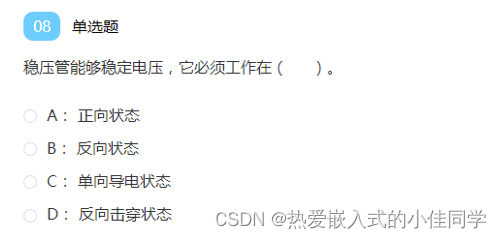 08 单选题
稳压管能够稳定电压，它必须工作在（　　）。
A： 正向状态
B： 反向状态
C： 单向导电状态
D： 反向击穿状态
CSDN @热爱嵌入式的小佳同学